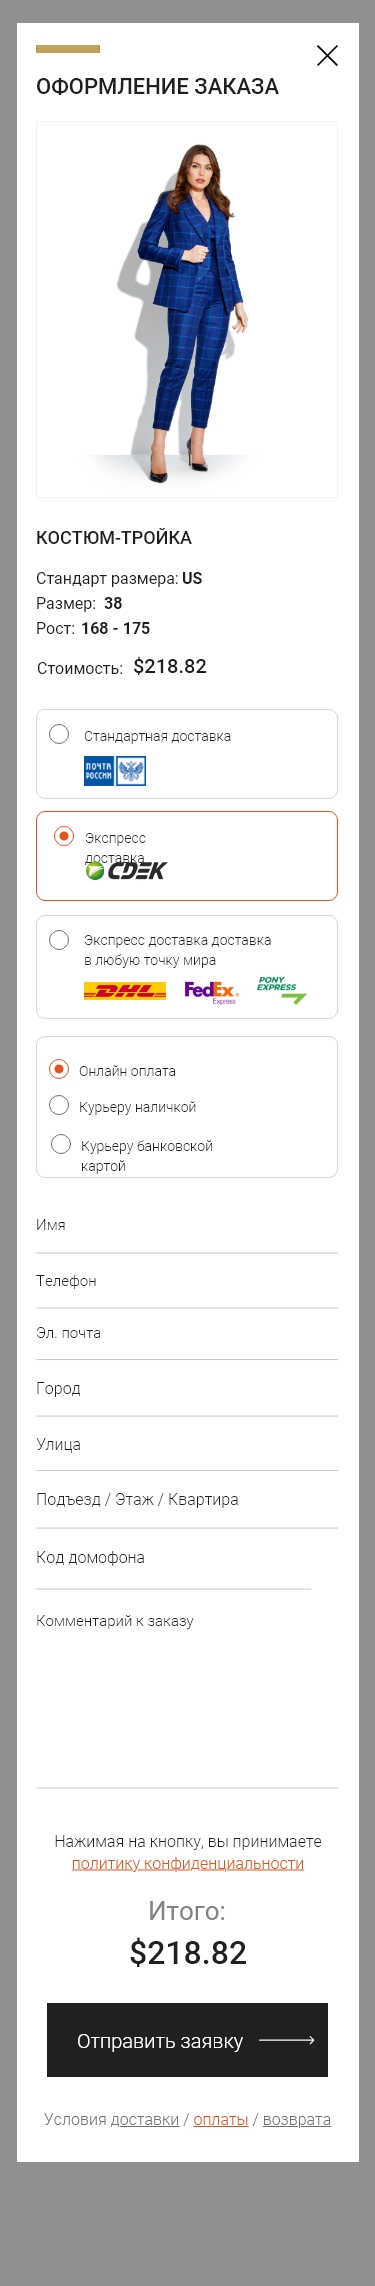 ОФОРМЛЕНИЕ ЗАКАЗА
КОСТЮМ-ТРОЙКА
Стандарт размера: US
Размер: 38
Рост: 168 - 175
Стоимость: $218.82
Стандартная доставка
ПОЧТА
РОССИИ
Экспресс
доставка
CDEK
Экспресс доставка доставка
в любую точку мира
DHL FedEx Express PONY EXPRESS
Онлайн оплата
Курьеру наличкой
Курьеру банковской
картой
Имя
Телефон
Эл. почта
Город
Улица
Подъезд / Этаж / Квартира
Код домофона
Комментарий к заказу
Нажимая на кнопку, вы принимаете
политику конфиденциальности
Итого:
$218.82
Отправить заявку
Условия доставки / оплаты / возврата